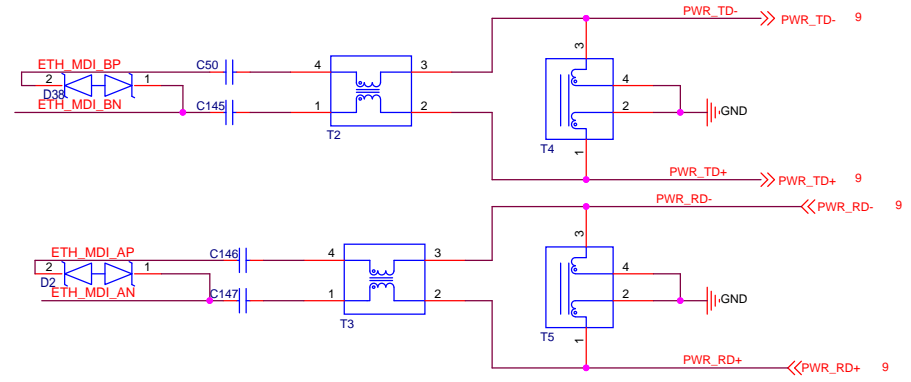 PWR_TD- PWR_TD- 9
ETH_MDI_BP C50 4 3 3
2 D38 1 4
ETH_MDI_BN C145 1 2 2 GND
T2 T4 1
PWR_TD+ PWR_TD+ 9
PWR_RD- PWR_RD- 9
ETH_MDI_AP C146 4 3 3
2 D2 1 4
ETH_MDI_AN C147 1 2 2 GND
T3 T5 1
PWR_RD+ PWR_RD+ 9